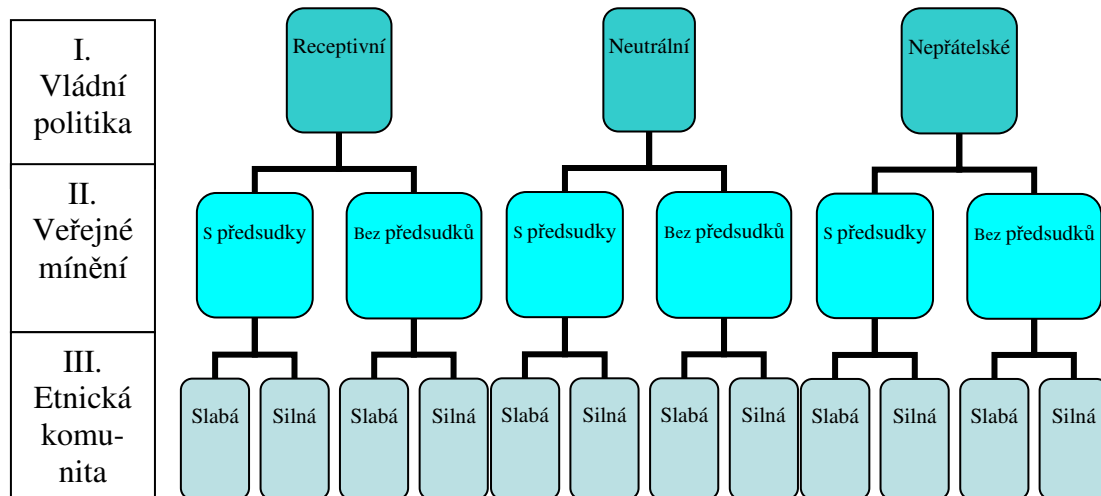 I.
Vládní
politika
Receptivní
Neutrální
Nepřátelské
II.
Veřejné
mínění
S předsudky
Bez předsudků
S předsudky
Bez předsudků
S předsudky
Bez předsudků
III.
Etnická
komu-
nita
Slabá
Silná
Slabá
Silná
Slabá
Silná
Slabá
Silná
Slabá
Silná
Slabá
Silná